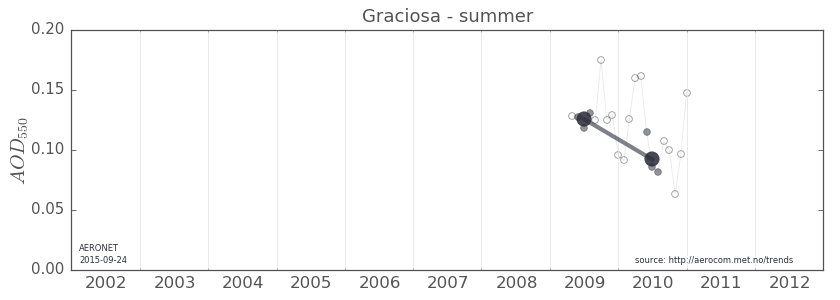 Graciosa - summer
0.20
0.15
0.10
0.05
0.00
AOD550
AERONET
2015-09-24
source: http://aerocom.met.no/trends
2002 2003 2004 2005 2006 2007 2008 2009 2010 2011 2012